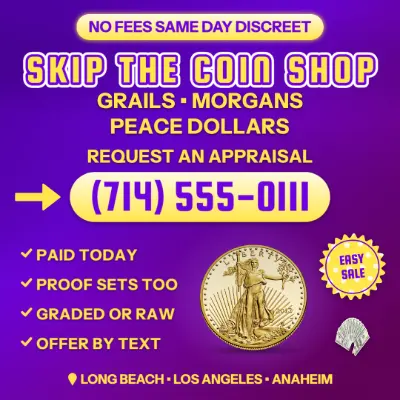 NO FEES SAME DAY DISCREET
SKIP THE COIN SHOP
GRAILS ▪ MORGANS
PEACE DOLLARS
REQUEST AN APPRAISAL
(714) 555-0111
PAID TODAY
PROOF SETS TOO
GRADED OR RAW
OFFER BY TEXT
EASY
SALE
LIBERTY
LONG BEACH ▪ LOS ANGELES ▪ ANAHEIM